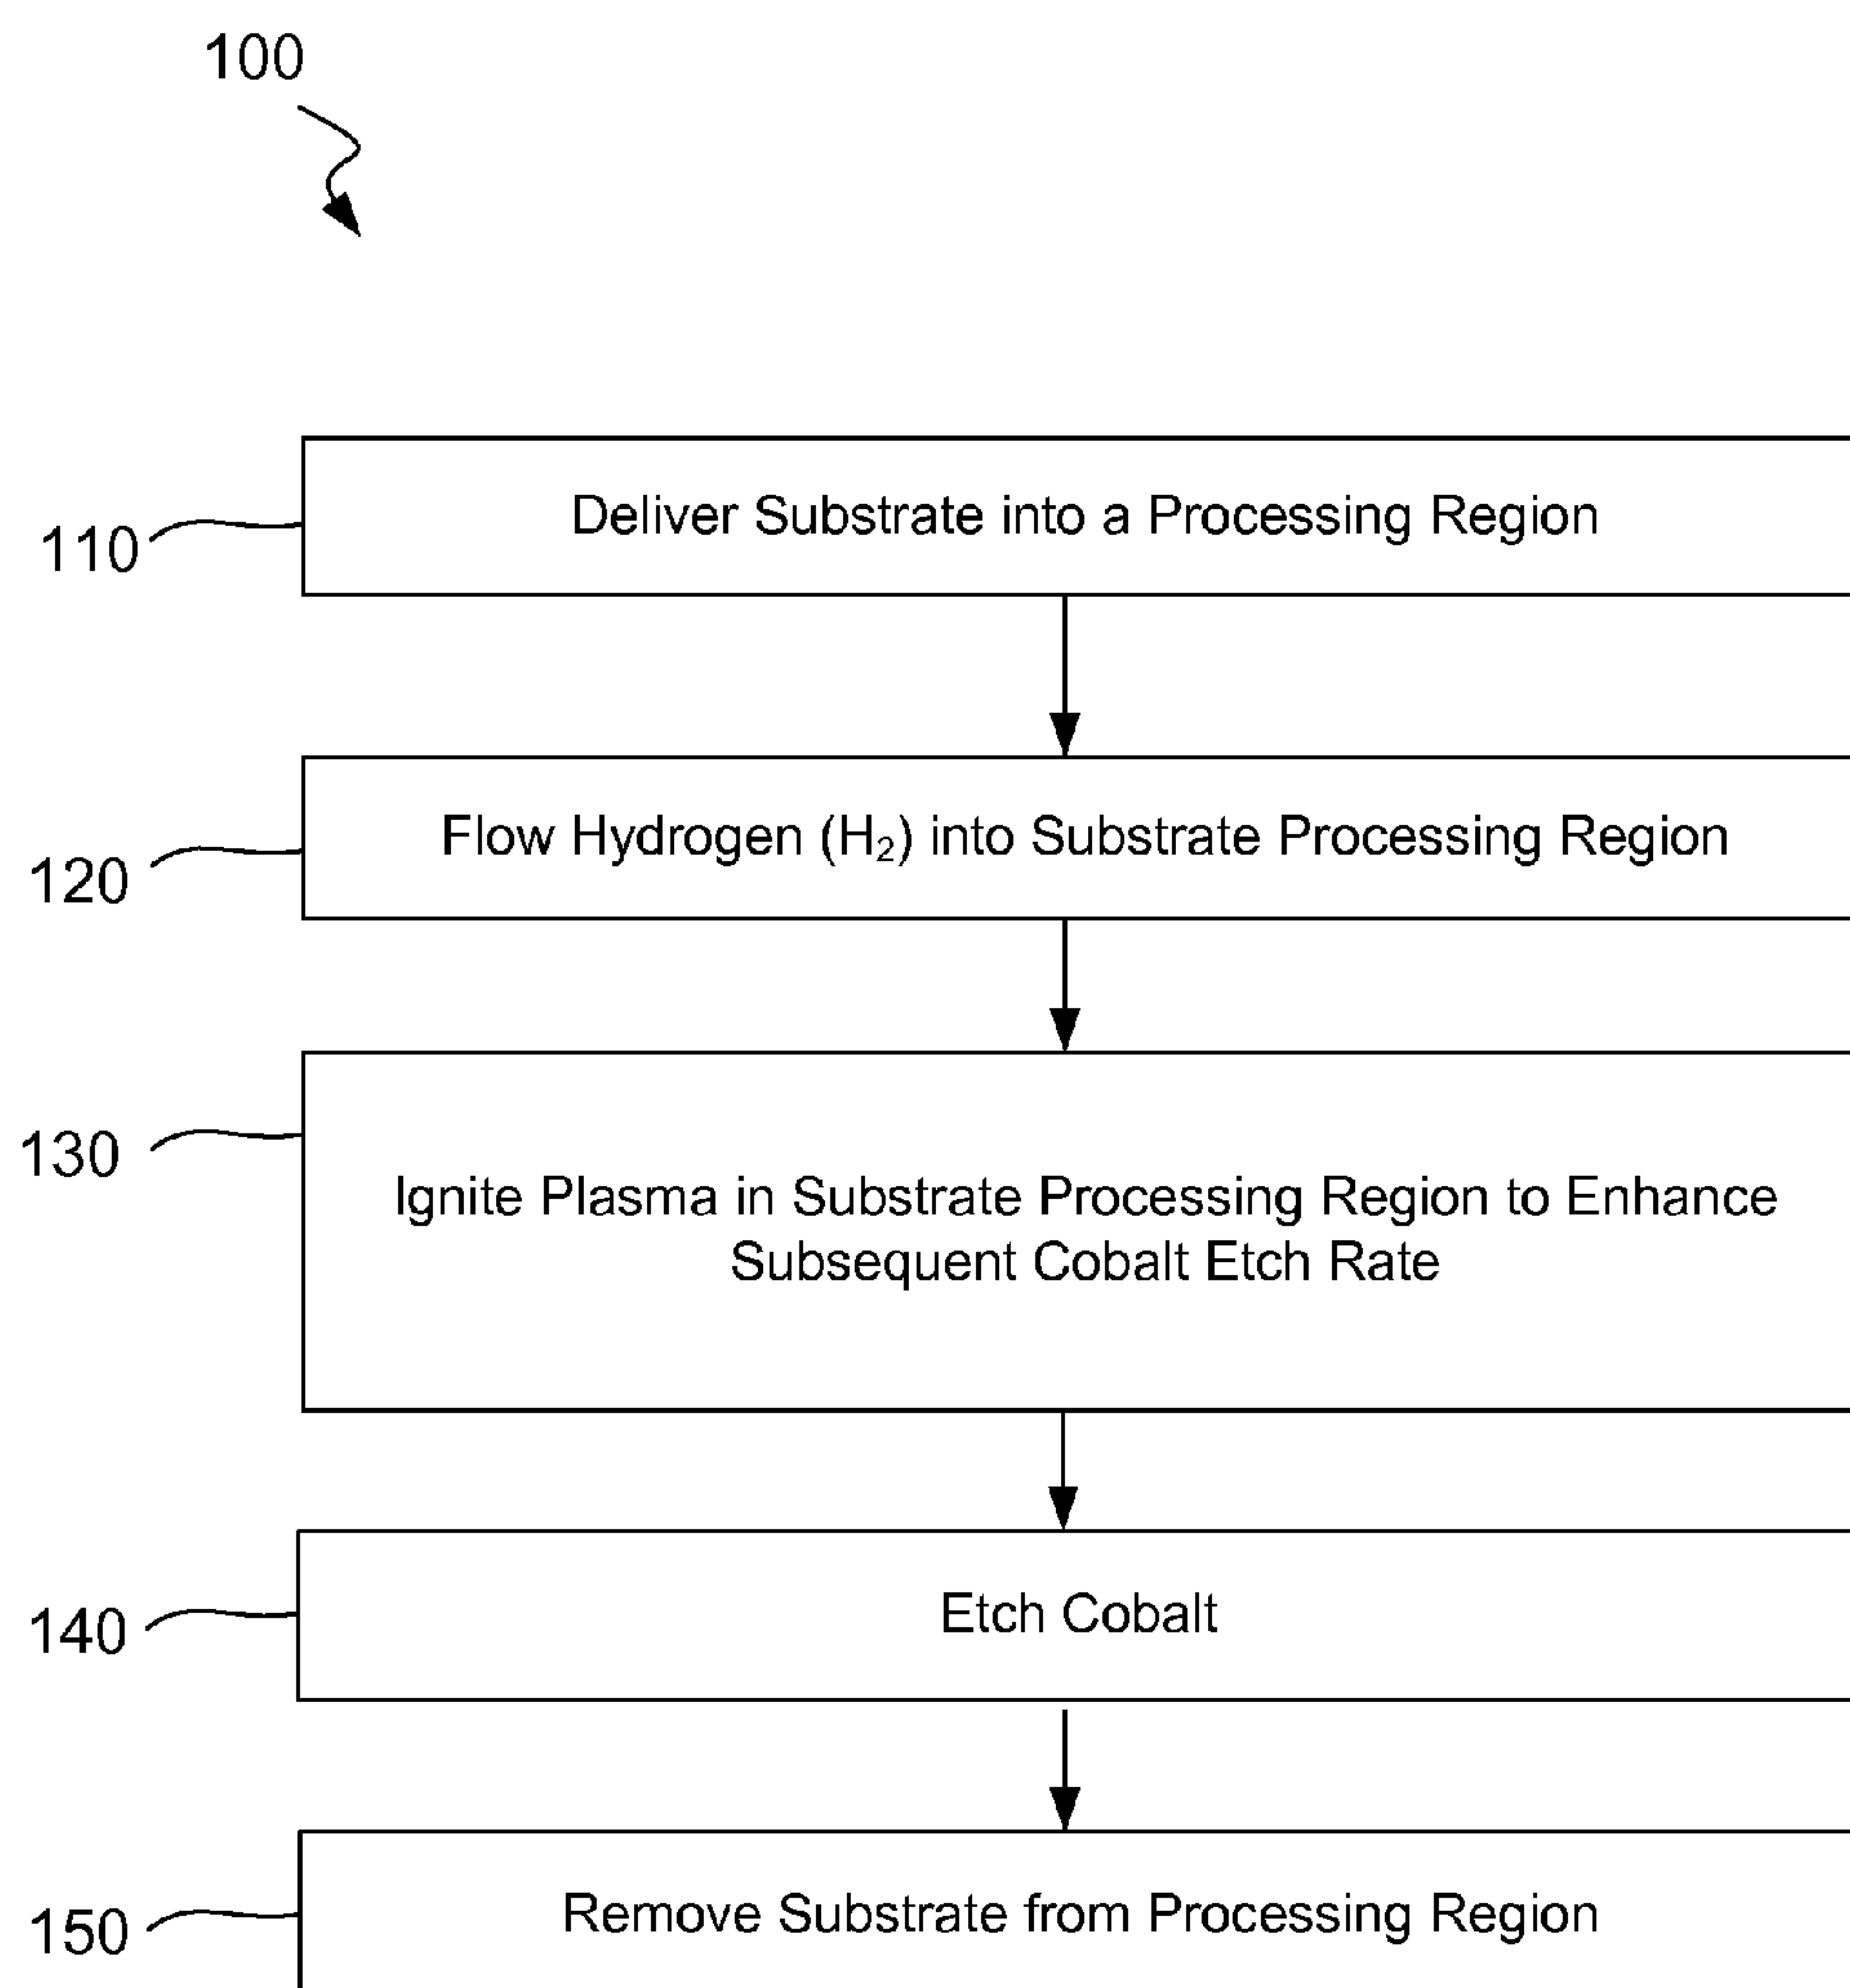 100
110
Deliver Substrate into a Processing Region
120
Flow Hydrogen (H₂) into Substrate Processing Region
130
Ignite Plasma in Substrate Processing Region to Enhance
Subsequent Cobalt Etch Rate
140
Etch Cobalt
150
Remove Substrate from Processing Region